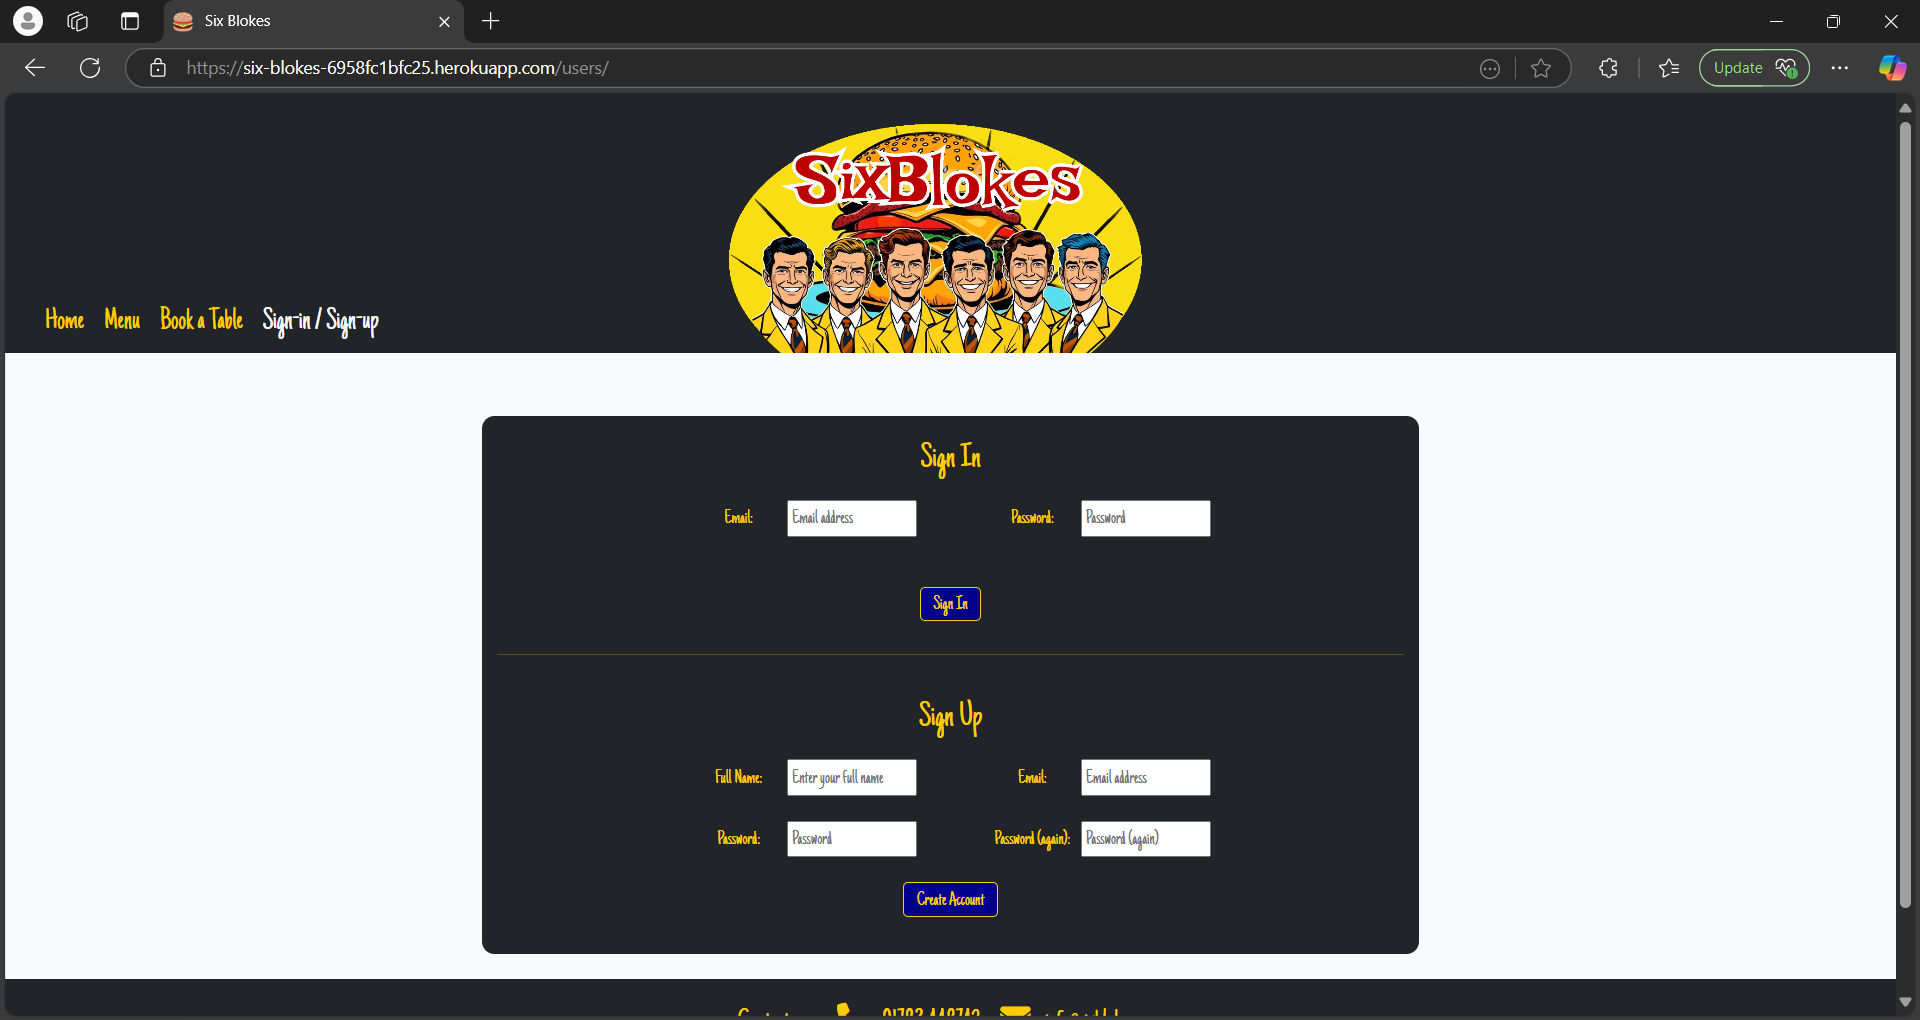 Six Blokes
https://six-blokes-6958fc1bfc25.herokuapp.com/users/
Update
SixBlokes
Home Menu Book a Table Sign-in / Sign-up
Sign In
Email: Email address Password: Password
Sign In
Sign Up
Full Name: Enter your full name Email: Email address
Password: Password Password (again): Password (again)
Create Account